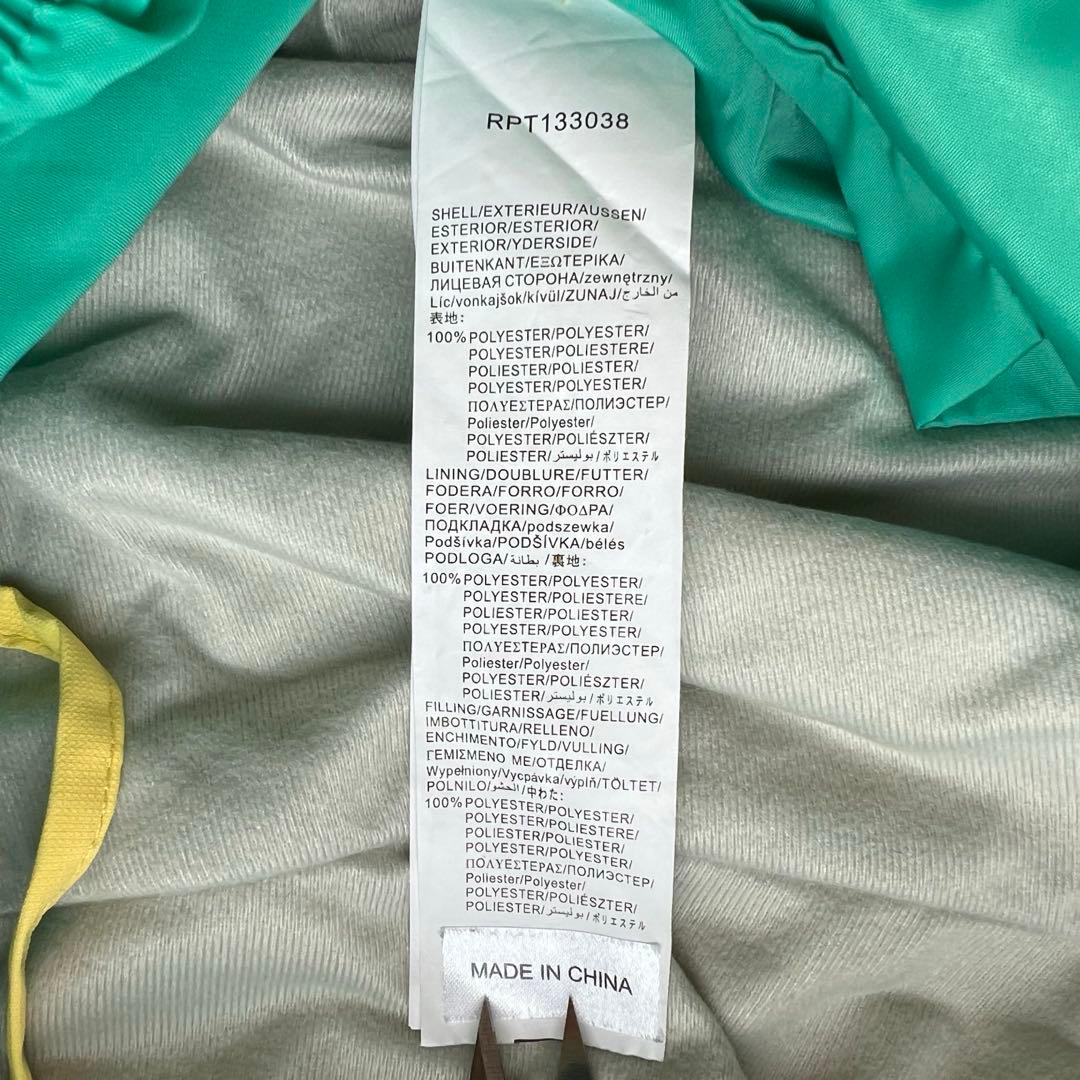 RPT133038
SHELL/EXTERIEUR/AUSSEN/
ESTERIOR/ESTERIOR/
EXTERIOR/YDERSIDE/
BUITENKANT/ΕΞΩΤΕΡΙΚΑ/
ЛИЦЕВАЯ СТОРОНА/zewnętrzny/
Líc/vonkajšok/kívül/ZUNAJ/من الخارج
表地:
100% POLYESTER/POLYESTER/
POLYESTER/POLIESTERE/
POLIESTER/POLIESTER/
POLYESTER/POLYESTER/
ΠΟΛΥΕΣΤΕΡΑΣ/ПОЛИЭСТЕР/
Poliester/Polyester/
POLYESTER/POLIÉSZTER/
POLIESTER/بوليستر/ポリエステル
LINING/DOUBLURE/FUTTER/
FODERA/FORRO/FORRO/
FOER/VOERING/ΦΟΔΡΑ/
ПОДКЛАДКА/podszewka/
Podšívka/PODŠÍVKA/bélés
PODLOGA/بطانة/裏地:
100% POLYESTER/POLYESTER/
POLYESTER/POLIESTERE/
POLIESTER/POLIESTER/
POLYESTER/POLYESTER/
ΠΟΛΥΕΣΤΕΡΑΣ/ПОЛИЭСТЕР/
Poliester/Polyester/
POLYESTER/POLIÉSZTER/
POLIESTER/بوليستر/ポリエステル
FILLING/GARNISSAGE/FUELLUNG/
IMBOTTITURA/RELLENO/
ENCHIMENTO/FYLD/VULLING/
ΓΕΜΙΣΜΕΝΟ ΜΕ/ОТДЕЛКА/
Wypełniony/Vycpávka/výplň/TÖLTET/
POLNILO/الحشو/中わた:
100% POLYESTER/POLYESTER/
POLYESTER/POLIESTERE/
POLIESTER/POLIESTER/
POLYESTER/POLYESTER/
ΠΟΛΥΕΣΤΕΡΑΣ/ПОЛИЭСТЕР/
Poliester/Polyester/
POLYESTER/POLIÉSZTER/
POLIESTER/بوليستر/ポリエステル
MADE IN CHINA